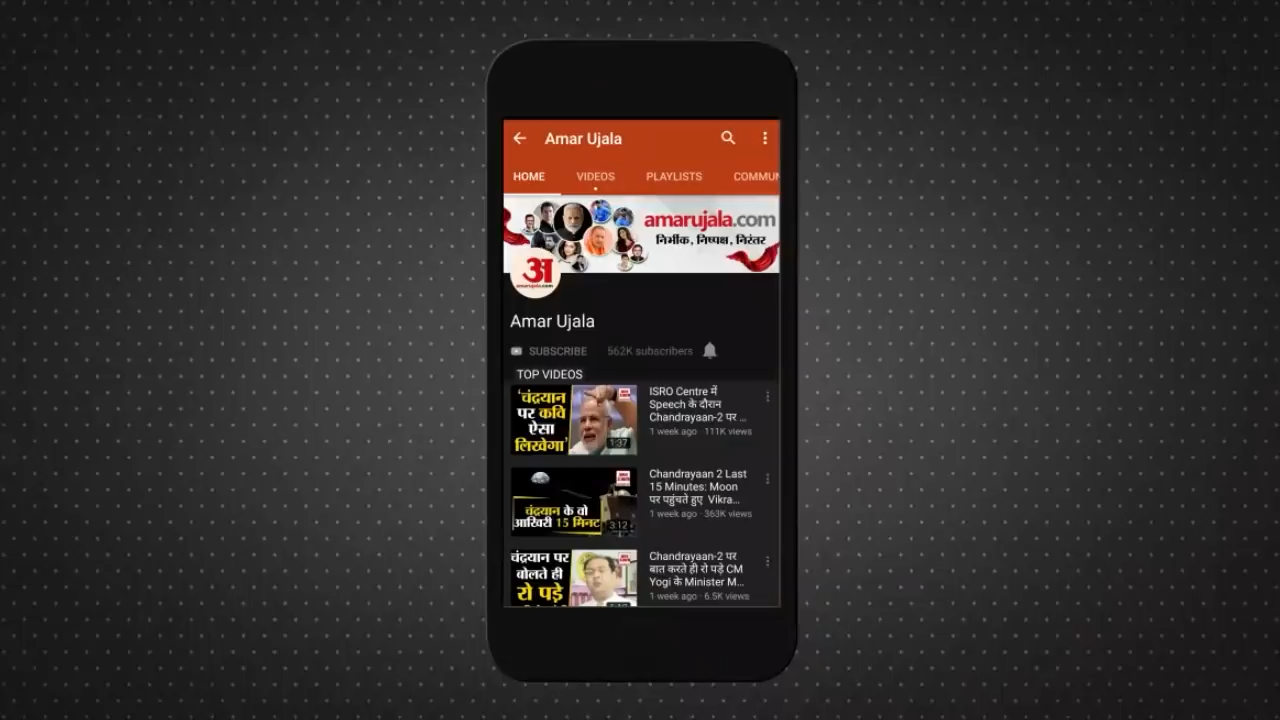 Amar Ujala
HOME VIDEOS PLAYLISTS COMMUN
amarujala.com
निर्भीक, निष्पक्ष, निरंतर
अ
amarujala.com
Amar Ujala
SUBSCRIBE 562K subscribers
TOP VIDEOS
'चंद्रयान
पर कवि
ऐसा
लिखेगा'
1:37
ISRO Centre में
Speech के दौरान
Chandrayaan-2 पर ...
1 week ago · 111K views
चंद्रयान के वो
आखिरी 15 मिनट
3:12
Chandrayaan 2 Last
15 Minutes: Moon
पर पहुंचते हुए Vikra...
1 week ago · 363K views
चंद्रयान पर
बोलते ही
रो पड़े
Chandrayaan-2 पर
बात करते ही रो पड़े CM
Yogi के Minister M...
1 week ago · 6.5K views